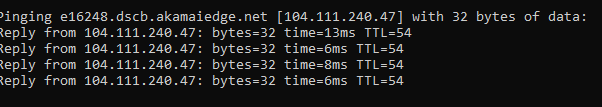 Pinging e16248.dscb.akamaiedge.net [104.111.240.47] with 32 bytes of data:
Reply from 104.111.240.47: bytes=32 time=13ms TTL=54
Reply from 104.111.240.47: bytes=32 time=6ms TTL=54
Reply from 104.111.240.47: bytes=32 time=8ms TTL=54
Reply from 104.111.240.47: bytes=32 time=6ms TTL=54